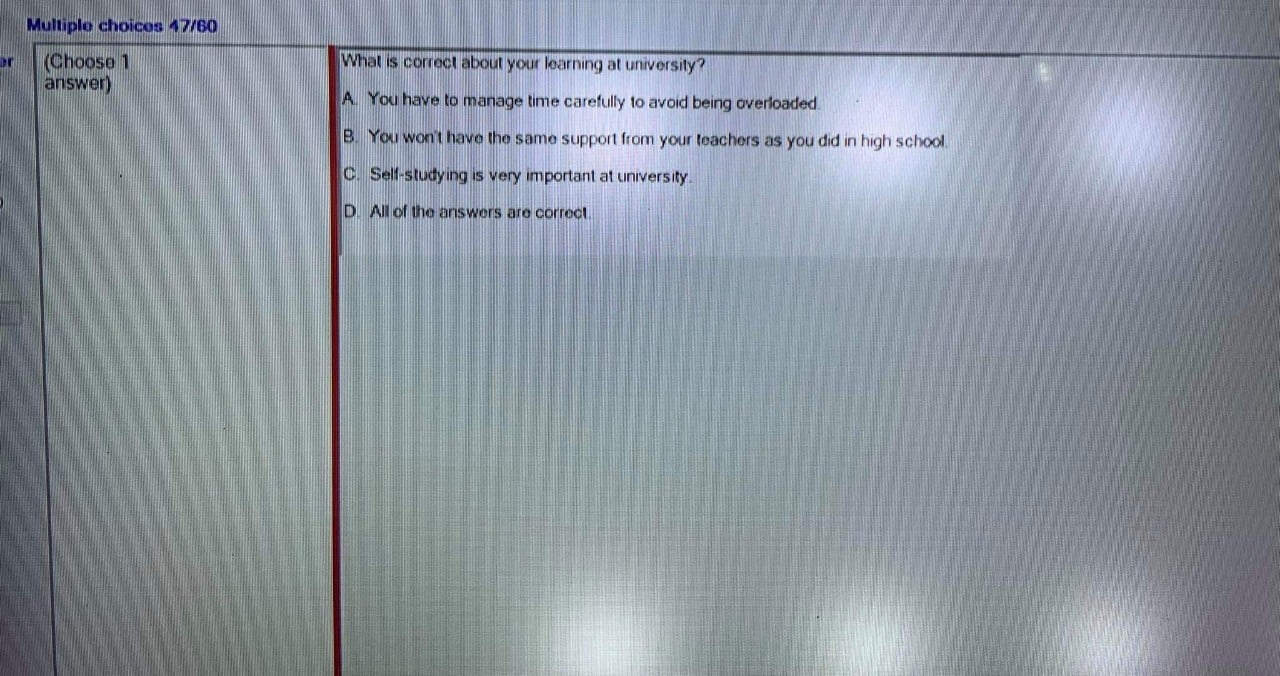 Multiple choices 47/60
(Choose 1
answer)
What is correct about your learning at university?
A. You have to manage time carefully to avoid being overloaded.
B. You won't have the same support from your teachers as you did in high school.
C. Self-studying is very important at university.
D. All of the answers are correct.